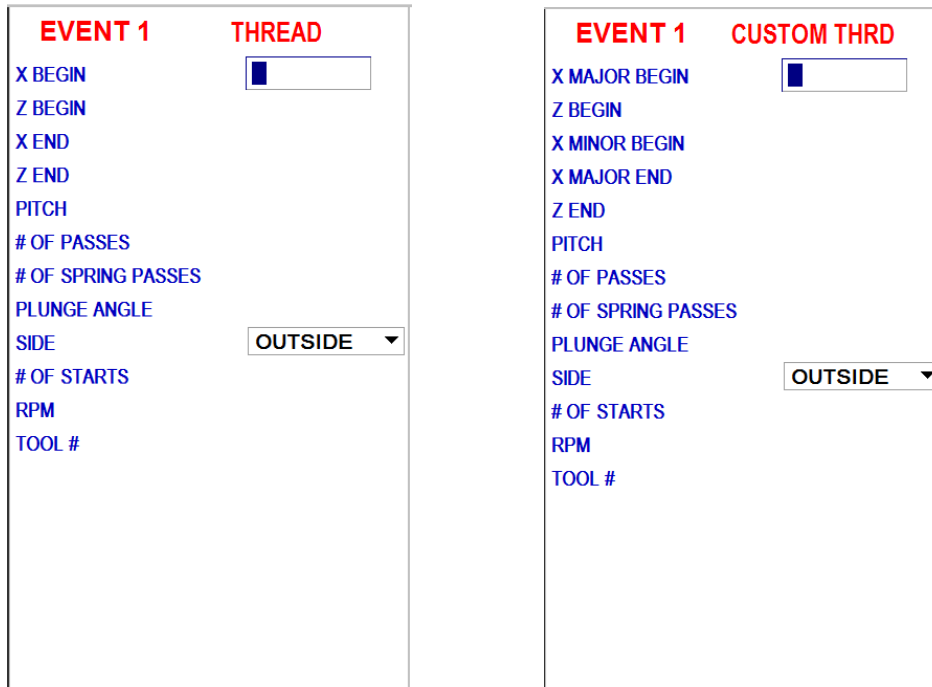 EVENT 1 THREAD
X BEGIN
Z BEGIN
X END
Z END
PITCH
# OF PASSES
# OF SPRING PASSES
PLUNGE ANGLE
SIDE OUTSIDE
# OF STARTS
RPM
TOOL #
EVENT 1 CUSTOM THRD
X MAJOR BEGIN
Z BEGIN
X MINOR BEGIN
X MAJOR END
Z END
PITCH
# OF PASSES
# OF SPRING PASSES
PLUNGE ANGLE
SIDE OUTSIDE
# OF STARTS
RPM
TOOL #